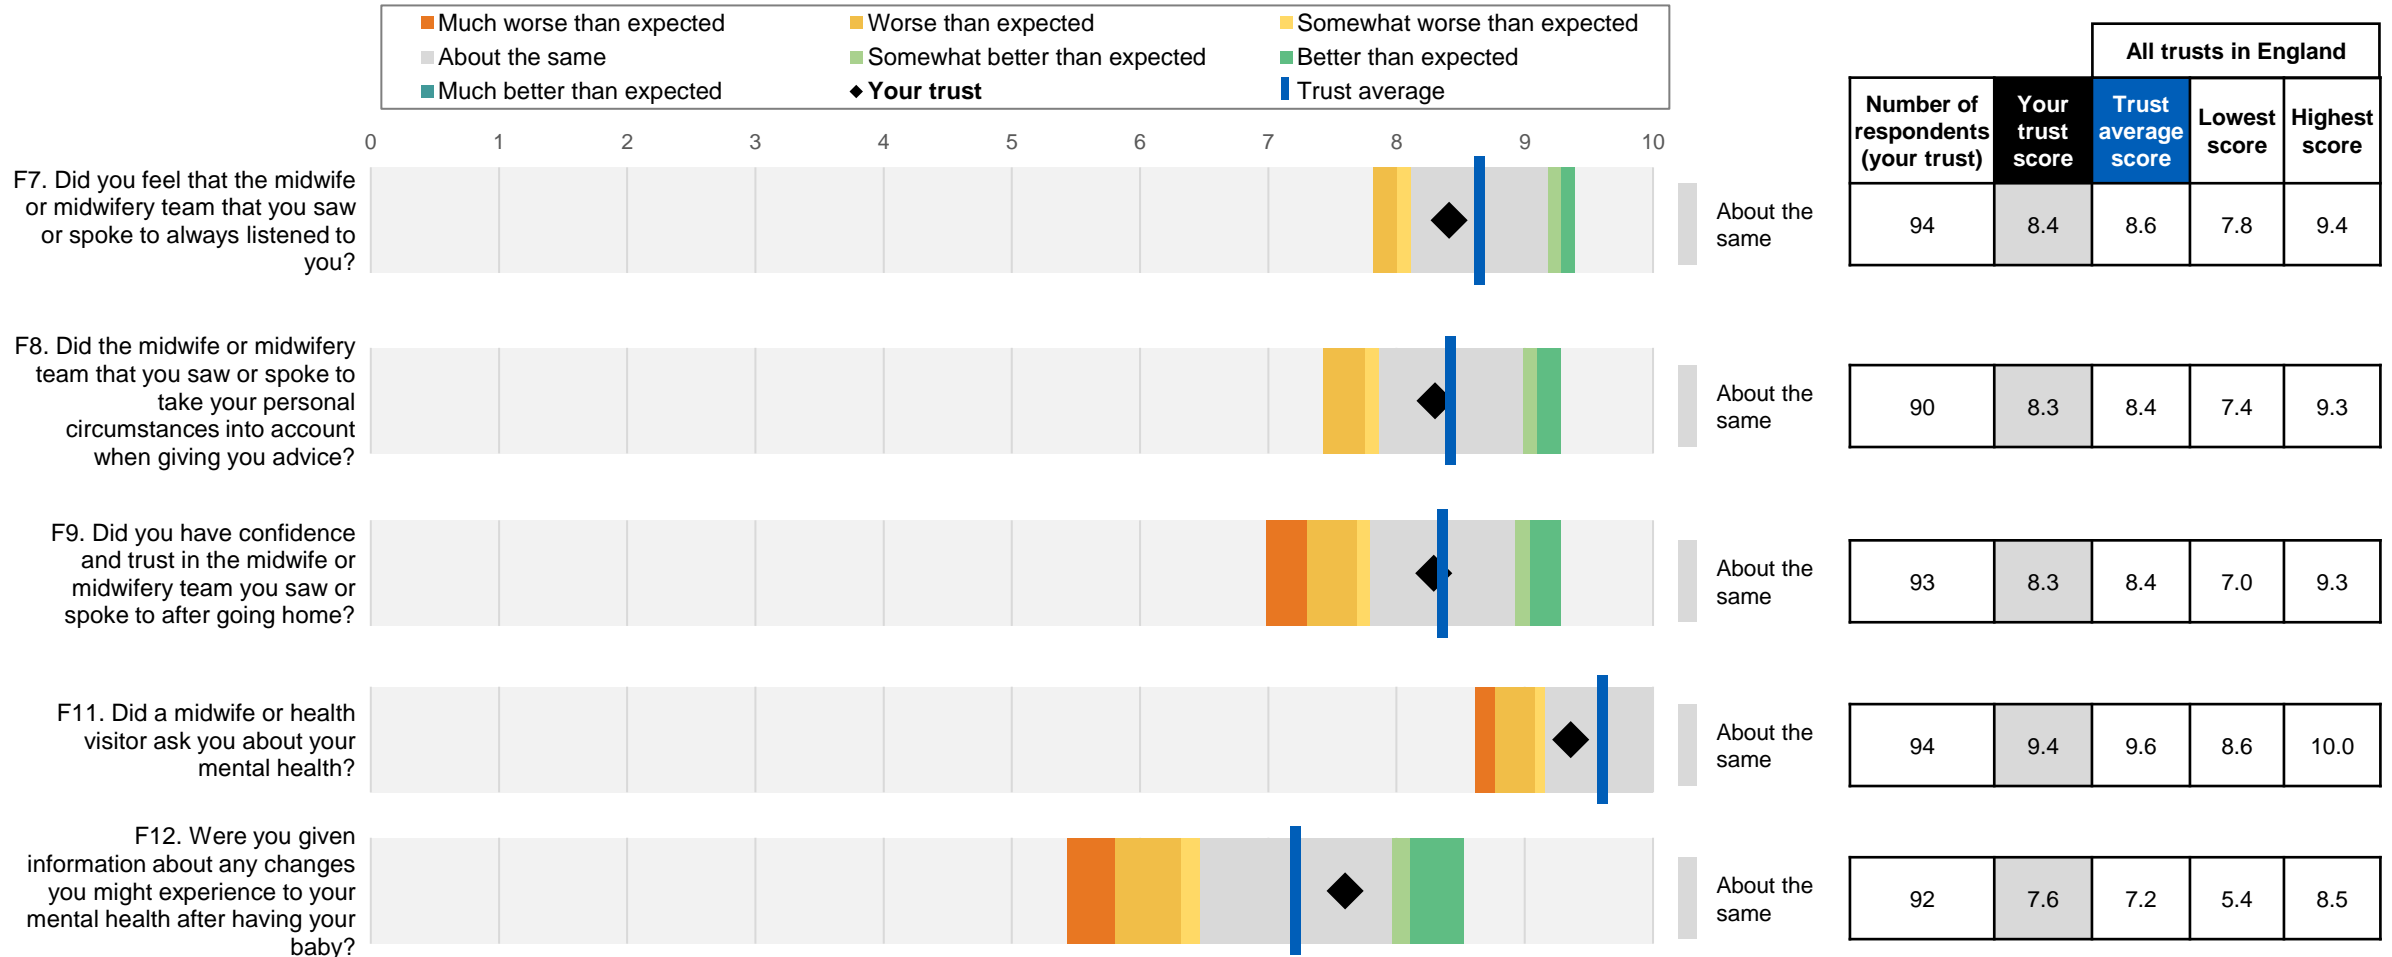 Much worse than expected
Worse than expected
Somewhat worse than expected
About the same
Somewhat better than expected
Better than expected
Much better than expected
Your trust
Trust average
All trusts in England
Number of
respondents
(your trust)
Your
trust
score
Trust
average
score
Lowest
score
Highest
score
0 1 2 3 4 5 6 7 8 9 10
F7. Did you feel that the midwife
or midwifery team that you saw
or spoke to always listened to
you?
About the
same
94 8.4 8.6 7.8 9.4
F8. Did the midwife or midwifery
team that you saw or spoke to
take your personal
circumstances into account
when giving you advice?
About the
same
90 8.3 8.4 7.4 9.3
F9. Did you have confidence
and trust in the midwife or
midwifery team you saw or
spoke to after going home?
About the
same
93 8.3 8.4 7.0 9.3
F11. Did a midwife or health
visitor ask you about your
mental health?
About the
same
94 9.4 9.6 8.6 10.0
F12. Were you given
information about any changes
you might experience to your
mental health after having your
baby?
About the
same
92 7.6 7.2 5.4 8.5